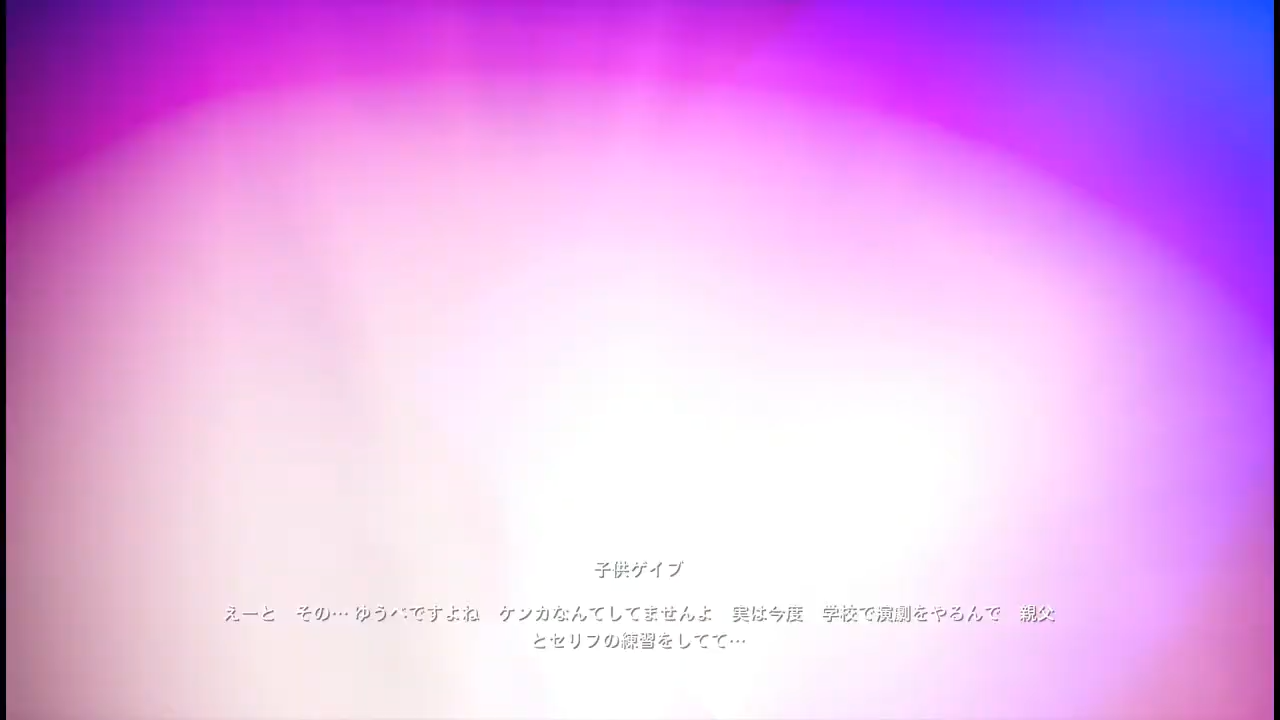 子供ゲイブ
えーと　その… ゆうべですよね　ケンカなんてしてませんよ　実は今度　学校で演劇をやるんで　親父
とセリフの練習をしてて…